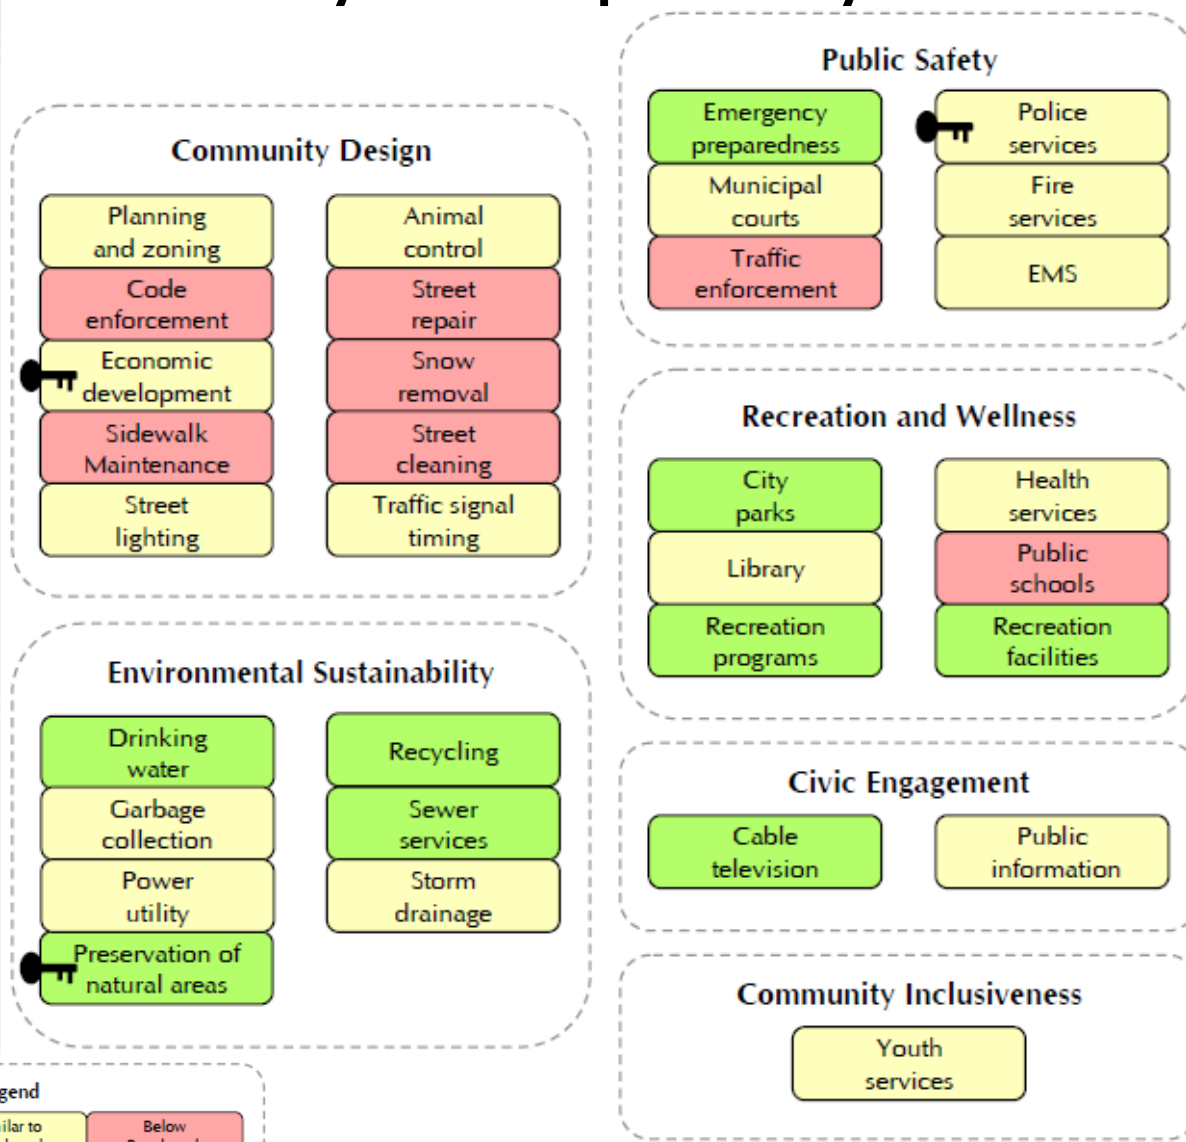 Community Design
Planning
and zoning
Code
enforcement
Economic
development
Sidewalk
Maintenance
Street
lighting
Animal
control
Street
repair
Snow
removal
Street
cleaning
Traffic signal
timing
Environmental Sustainability
Drinking
water
Garbage
collection
Power
utility
Preservation of
natural areas
Recycling
Sewer
services
Storm
drainage
Public Safety
Emergency
preparedness
Municipal
courts
Traffic
enforcement
Police
services
Fire
services
EMS
Recreation and Wellness
City
parks
Library
Recreation
programs
Health
services
Public
schools
Recreation
facilities
Civic Engagement
Cable
television
Public
information
Community Inclusiveness
Youth
services
gend
ilar to
Below